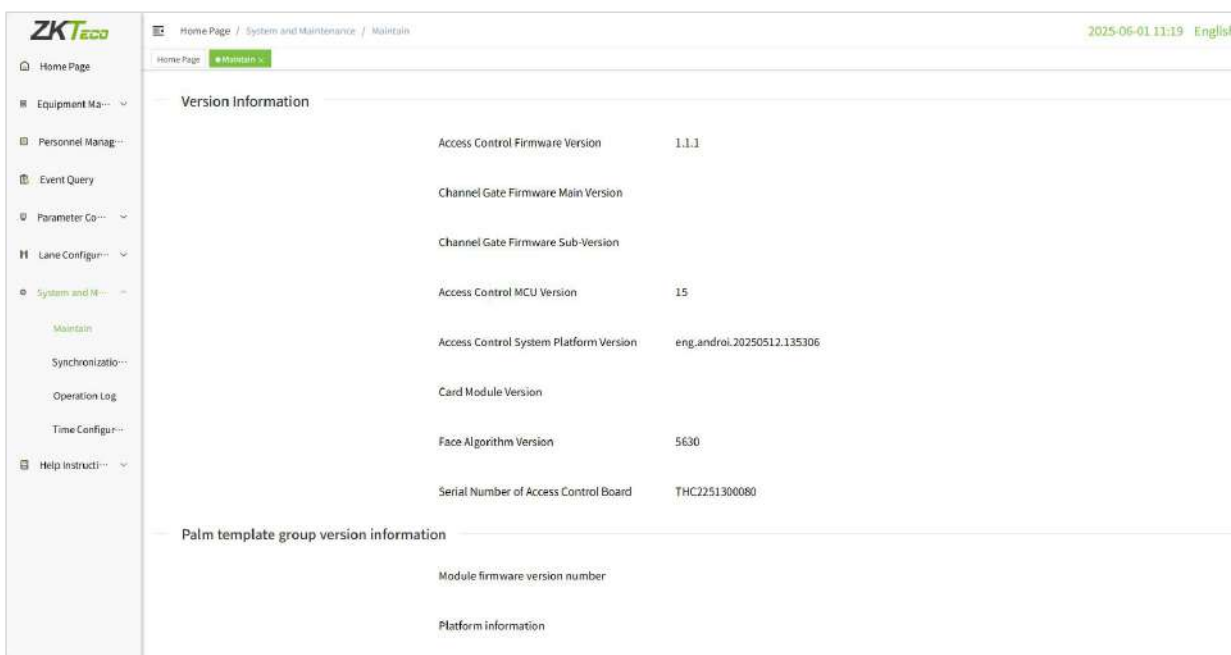 ZKTeco
Home Page / System and Maintenance / Maintain
2025-06-01 11:19 English
Home Page
Maintain ×
Home Page
Equipment Ma···
Personnel Manag···
Event Query
Parameter Co···
Lane Configur···
System and M···
Maintain
Synchronizatio···
Operation Log
Time Configur···
Help Instructi···
Version Information
Access Control Firmware Version 1.1.1
Channel Gate Firmware Main Version
Channel Gate Firmware Sub-Version
Access Control MCU Version 15
Access Control System Platform Version eng.androi.20250512.135306
Card Module Version
Face Algorithm Version 5630
Serial Number of Access Control Board THC2251300080
Palm template group version information
Module firmware version number
Platform information